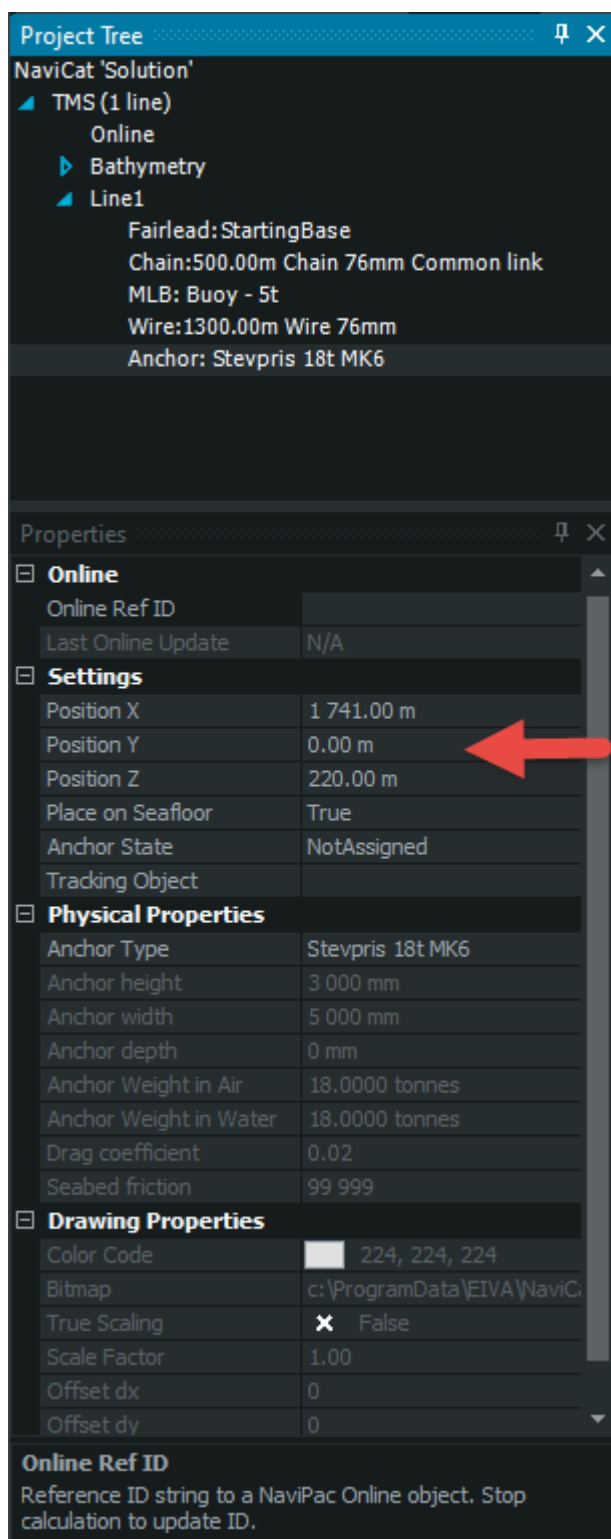 Project Tree
NaviCat 'Solution'
TMS (1 line)
Online
Bathymetry
Line1
Fairlead: StartingBase
Chain:500.00m Chain 76mm Common link
MLB: Buoy - 5t
Wire:1300.00m Wire 76mm
Anchor: Stevpris 18t MK6
Properties
Online
Online Ref ID
Last Online Update N/A
Settings
Position X 1 741.00 m
Position Y 0.00 m
Position Z 220.00 m
Place on Seafloor True
Anchor State NotAssigned
Tracking Object
Physical Properties
Anchor Type Stevpris 18t MK6
Anchor height 3 000 mm
Anchor width 5 000 mm
Anchor depth 0 mm
Anchor Weight in Air 18.0000 tonnes
Anchor Weight in Water 18.0000 tonnes
Drag coefficient 0.02
Seabed friction 99 999
Drawing Properties
Color Code 224, 224, 224
Bitmap c:\ProgramData\EIVA\NaviCa
True Scaling False
Scale Factor 1.00
Offset dx 0
Offset dy 0
Online Ref ID
Reference ID string to a NaviPac Online object. Stop
calculation to update ID.